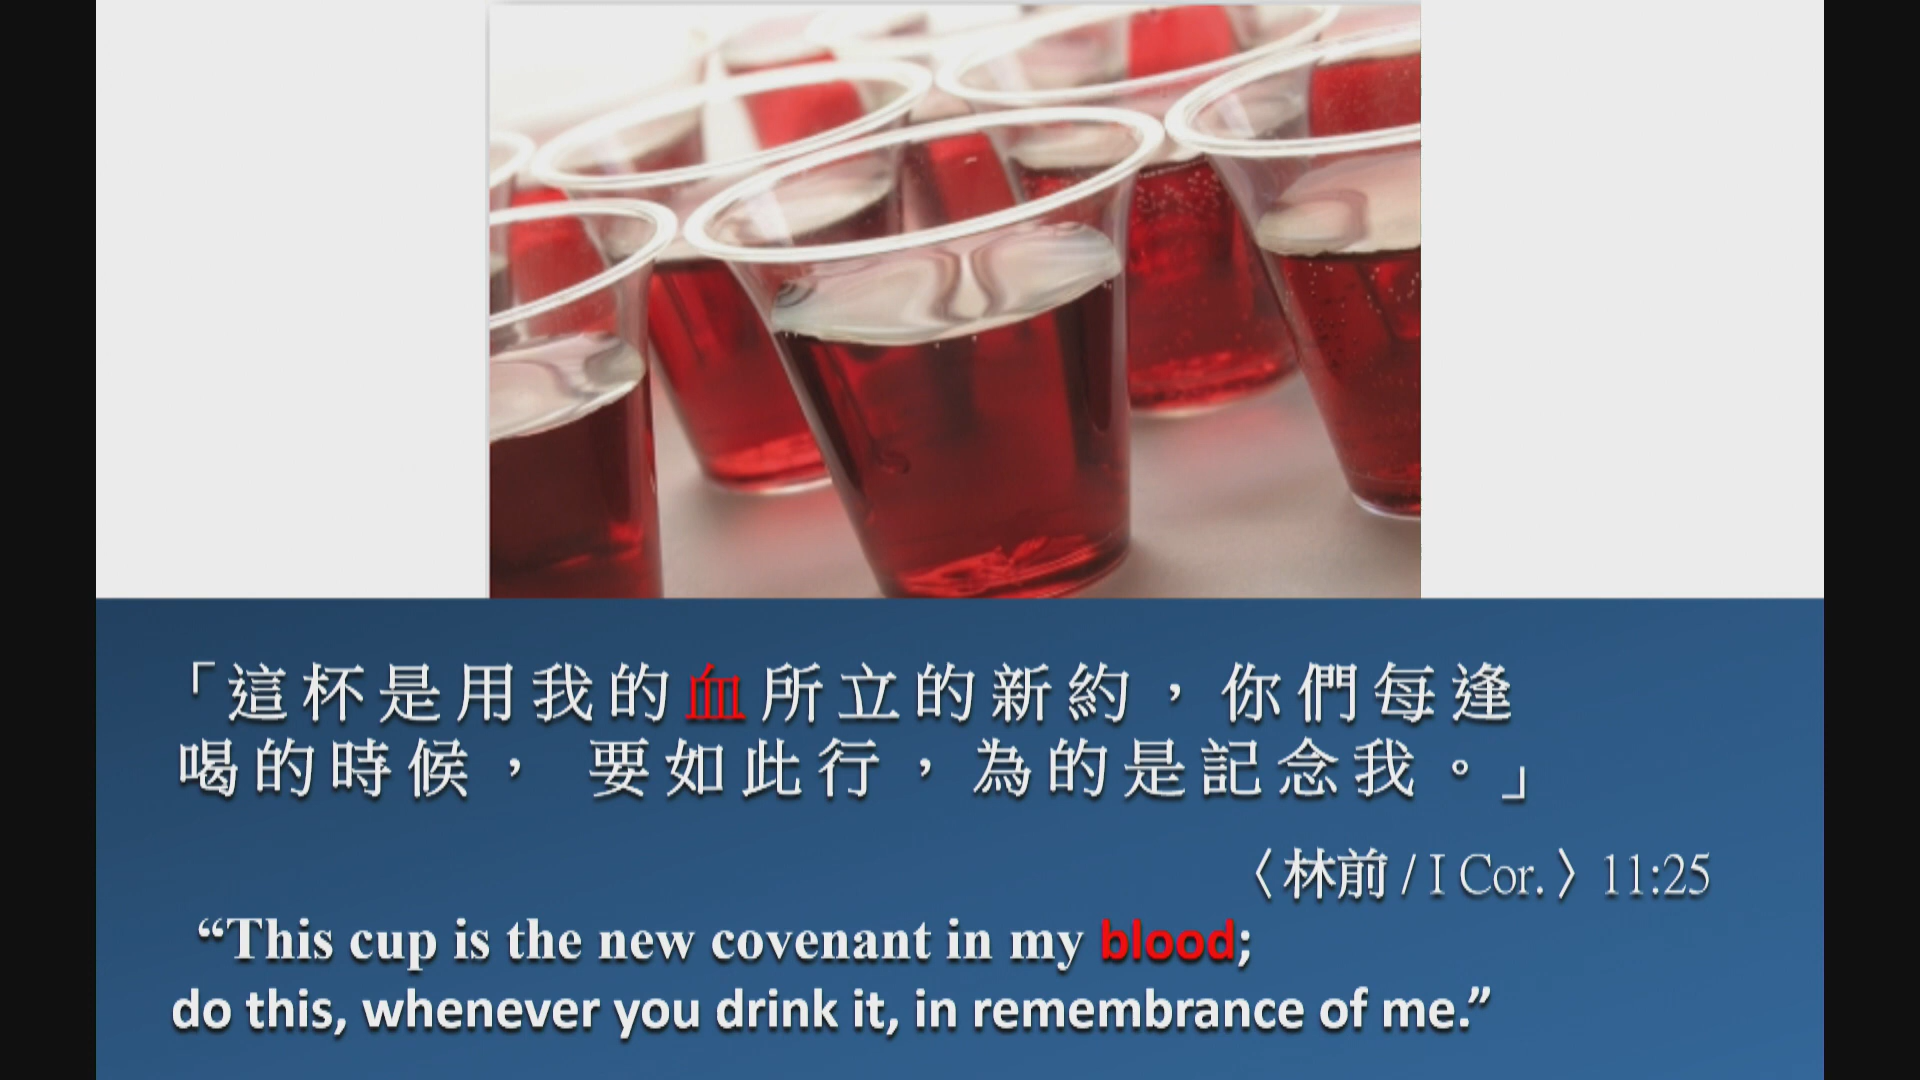 「這杯是用我的血所立的新約，你們每逢
喝的時候， 要如此行，為的是記念我。」
〈林前 / I Cor.〉11:25
“This cup is the new covenant in my blood;
do this, whenever you drink it, in remembrance of me.”